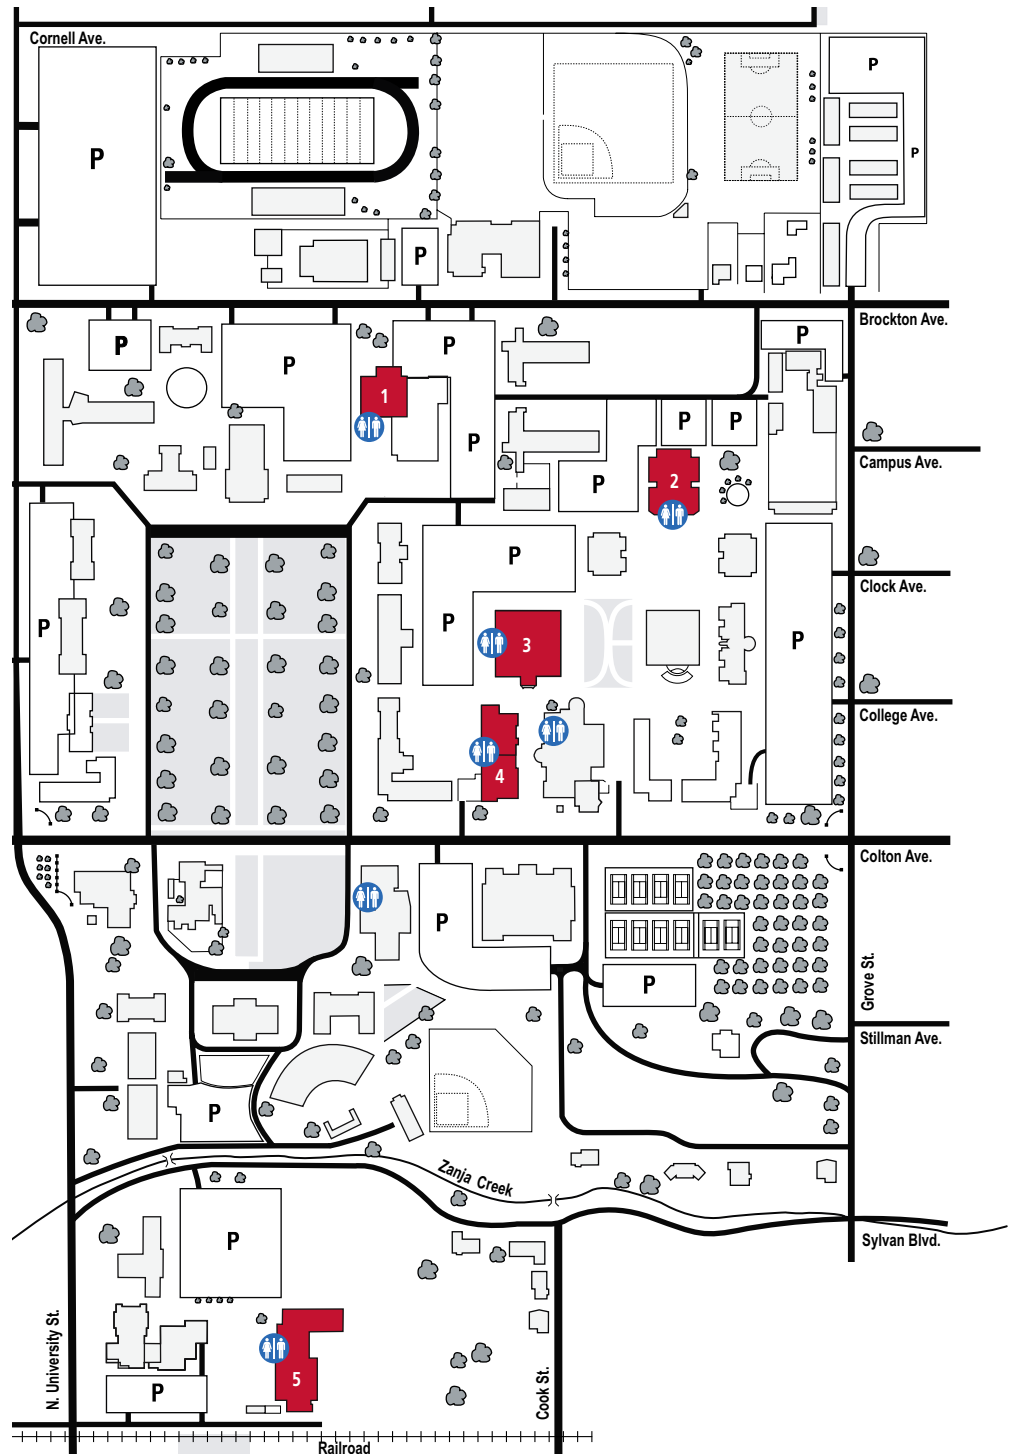 Cornell Ave.
P
P
P
P
Brockton Ave.
P
P
P
P
1
P
P
P
Campus Ave.
2
P
P
Clock Ave.
P
P
P
3
College Ave.
4
Colton Ave.
P
Grove St.
P
Stillman Ave.
P
Zanja Creek
Sylvan Blvd.
P
N. University St.
5
P
Cook St.
Railroad